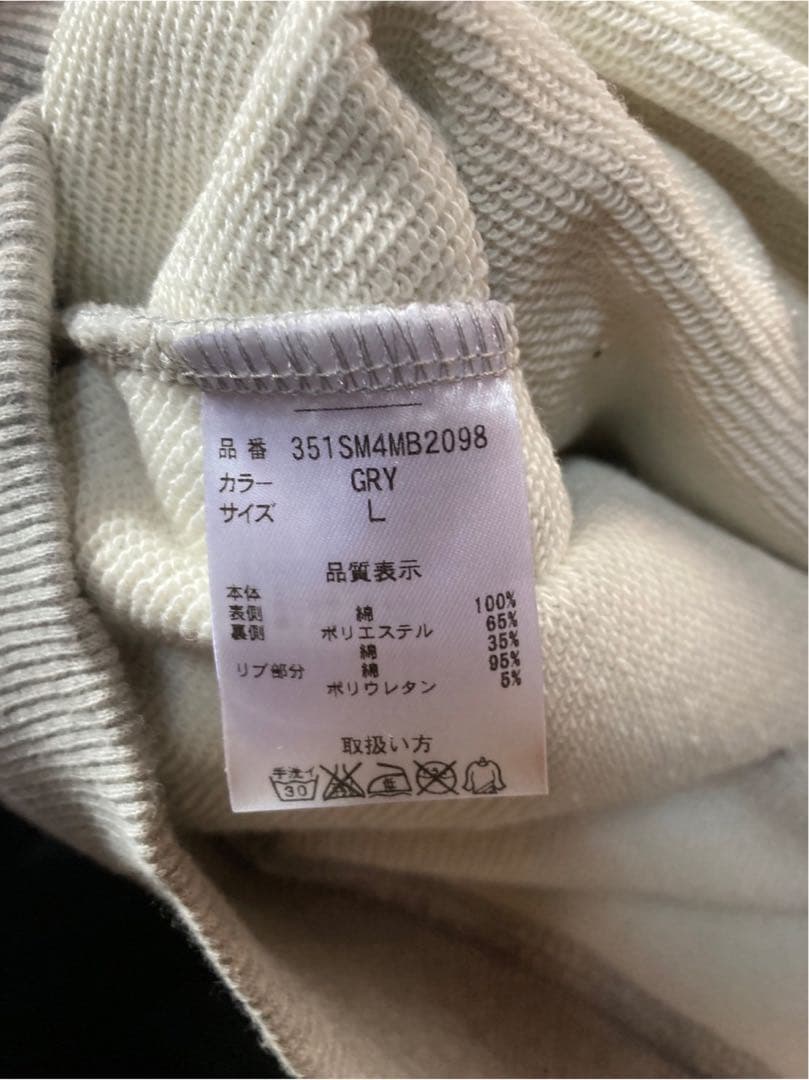 品番 351SM4MB2098
カラー GRY
サイズ L
品質表示
本体
表側 綿 100%
裏側 ポリエステル 65%
綿 35%
リブ部分 綿 95%
ポリウレタン 5%
取扱い方
手洗イ
30